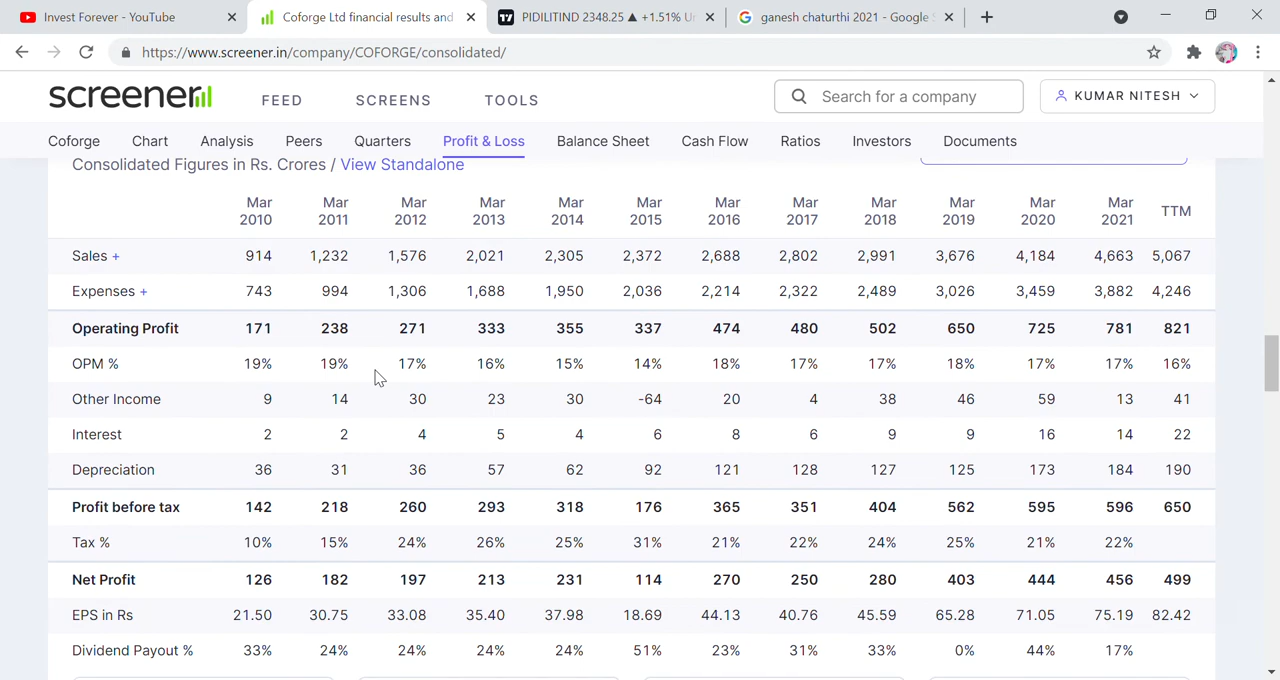 Invest Forever - YouTube
Coforge Ltd financial results and
PIDILITIND 2348.25 ▲ +1.51% Ur
ganesh chaturthi 2021 - Google S
https://www.screener.in/company/COFORGE/consolidated/
screener
FEED SCREENS TOOLS
Search for a company
KUMAR NITESH
Coforge Chart Analysis Peers Quarters Profit & Loss Balance Sheet Cash Flow Ratios Investors Documents
Consolidated Figures in Rs. Crores / View Standalone
Mar 2010 Mar 2011 Mar 2012 Mar 2013 Mar 2014 Mar 2015 Mar 2016 Mar 2017 Mar 2018 Mar 2019 Mar 2020 Mar 2021 TTM
Sales + 914 1,232 1,576 2,021 2,305 2,372 2,688 2,802 2,991 3,676 4,184 4,663 5,067
Expenses + 743 994 1,306 1,688 1,950 2,036 2,214 2,322 2,489 3,026 3,459 3,882 4,246
Operating Profit 171 238 271 333 355 337 474 480 502 650 725 781 821
OPM % 19% 19% 17% 16% 15% 14% 18% 17% 17% 18% 17% 17% 16%
Other Income 9 14 30 23 30 -64 20 4 38 46 59 13 41
Interest 2 2 4 5 4 6 8 6 9 9 16 14 22
Depreciation 36 31 36 57 62 92 121 128 127 125 173 184 190
Profit before tax 142 218 260 293 318 176 365 351 404 562 595 596 650
Tax % 10% 15% 24% 26% 25% 31% 21% 22% 24% 25% 21% 22%
Net Profit 126 182 197 213 231 114 270 250 280 403 444 456 499
EPS in Rs 21.50 30.75 33.08 35.40 37.98 18.69 44.13 40.76 45.59 65.28 71.05 75.19 82.42
Dividend Payout % 33% 24% 24% 24% 24% 51% 23% 31% 33% 0% 44% 17%